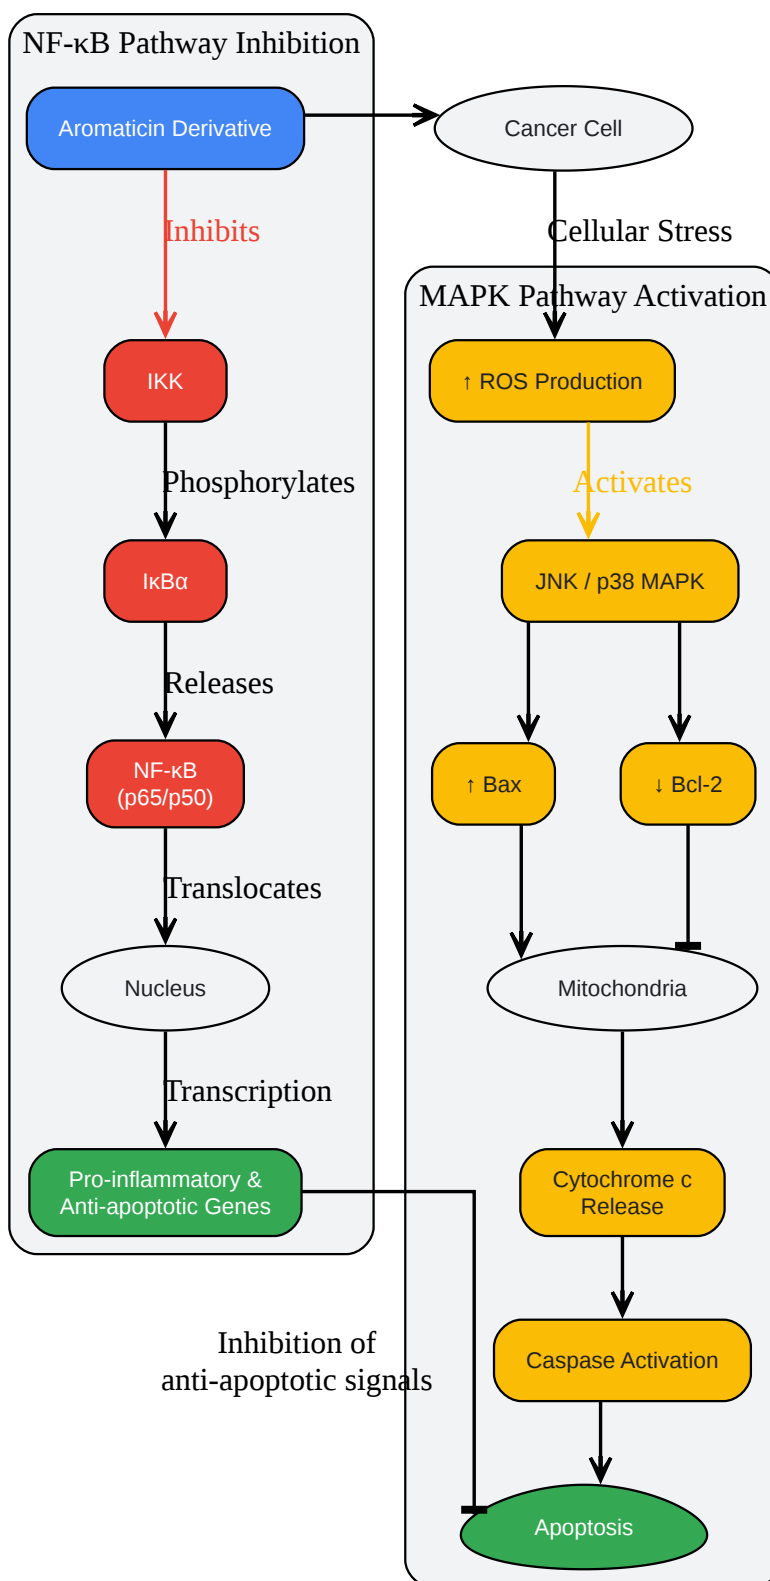 NF-κB Pathway Inhibition
Aromaticin Derivative
Cancer Cell
Inhibits
Cellular Stress
MAPK Pathway Activation
IKK
↑ ROS Production
Phosphorylates
Activates
IκBα
JNK / p38 MAPK
Releases
NF-κB
(p65/p50)
↑ Bax
↓ Bcl-2
Translocates
Nucleus
Mitochondria
Transcription
Pro-inflammatory &
Anti-apoptotic Genes
Cytochrome c
Release
Inhibition of
anti-apoptotic signals
Caspase Activation
Apoptosis